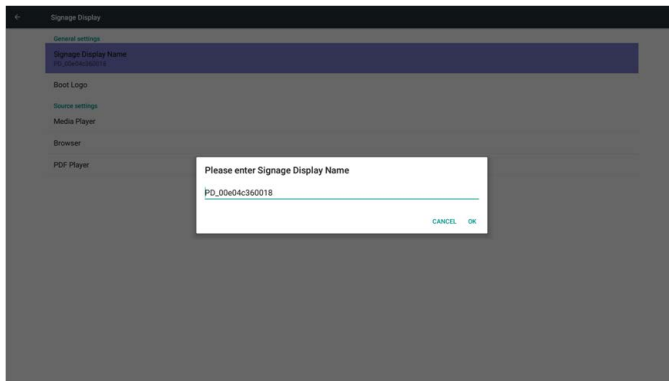 Signage Display
General settings
Signage Display Name
PD_00e04c360018
Boot Logo
Source settings
Media Player
Browser
PDF Player
Please enter Signage Display Name
PD_00e04c360018
CANCEL OK